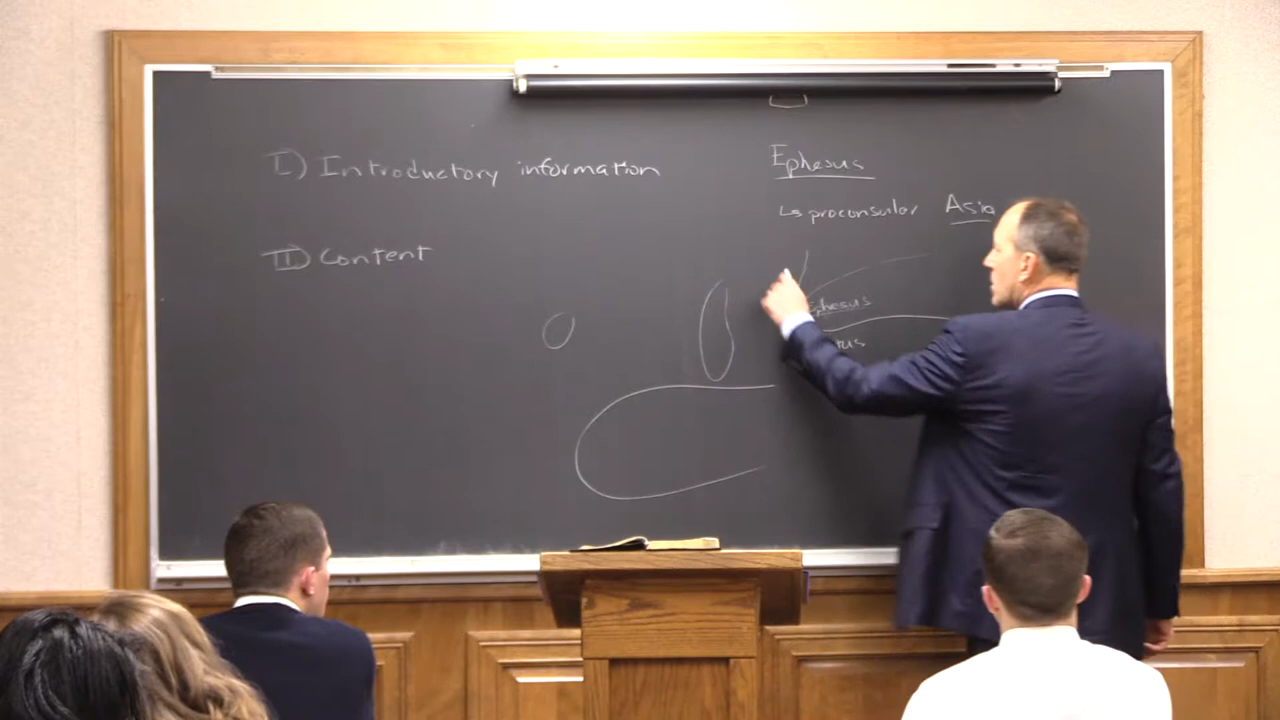 I) Introductory information
II) Content
Ephesus
↳ proconsular Asia
Ephesus